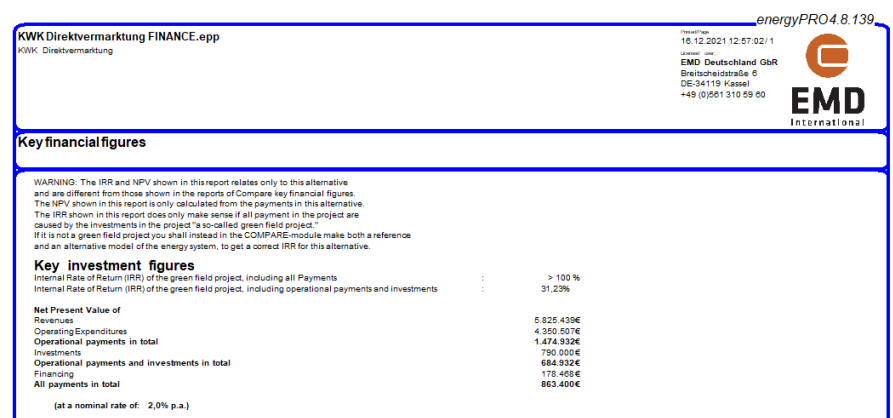 energyPRO4.8.139
KWK Direktvermarktung FINANCE.epp
KWK Direktvermarktung
Printed/Page
16.12.2021 12:57:02 / 1
Licensed user:
EMD Deutschland GbR
Breitscheidstraße 6
DE-34119 Kassel
+49 (0)561 310 59 60
EMD
International
Key financial figures
WARNING: The IRR and NPV shown in this report relates only to this alternative
and are different from those shown in the reports of Compare key financial figures.
The NPV shown in this report is only calculated from the payments in this alternative.
The IRR shown in this report does only make sense if all payment in the project are
caused by the investments in the project "a so-called green field project."
If it is not a green field project you shall instead in the COMPARE-module make both a reference
and an alternative model of the energy system, to get a correct IRR for this alternative.
Key investment figures
Internal Rate of Return (IRR) of the green field project, including all Payments : > 100 %
Internal Rate of Return (IRR) of the green field project, including operational payments and investments : 31,23%
Net Present Value of
Revenues 5.825.439€
Operating Expenditures 4.350.507€
Operational payments in total 1.474.932€
Investments 790.000€
Operational payments and investments in total 684.932€
Financing 178.468€
All payments in total 863.400€
(at a nominal rate of: 2,0% p.a.)